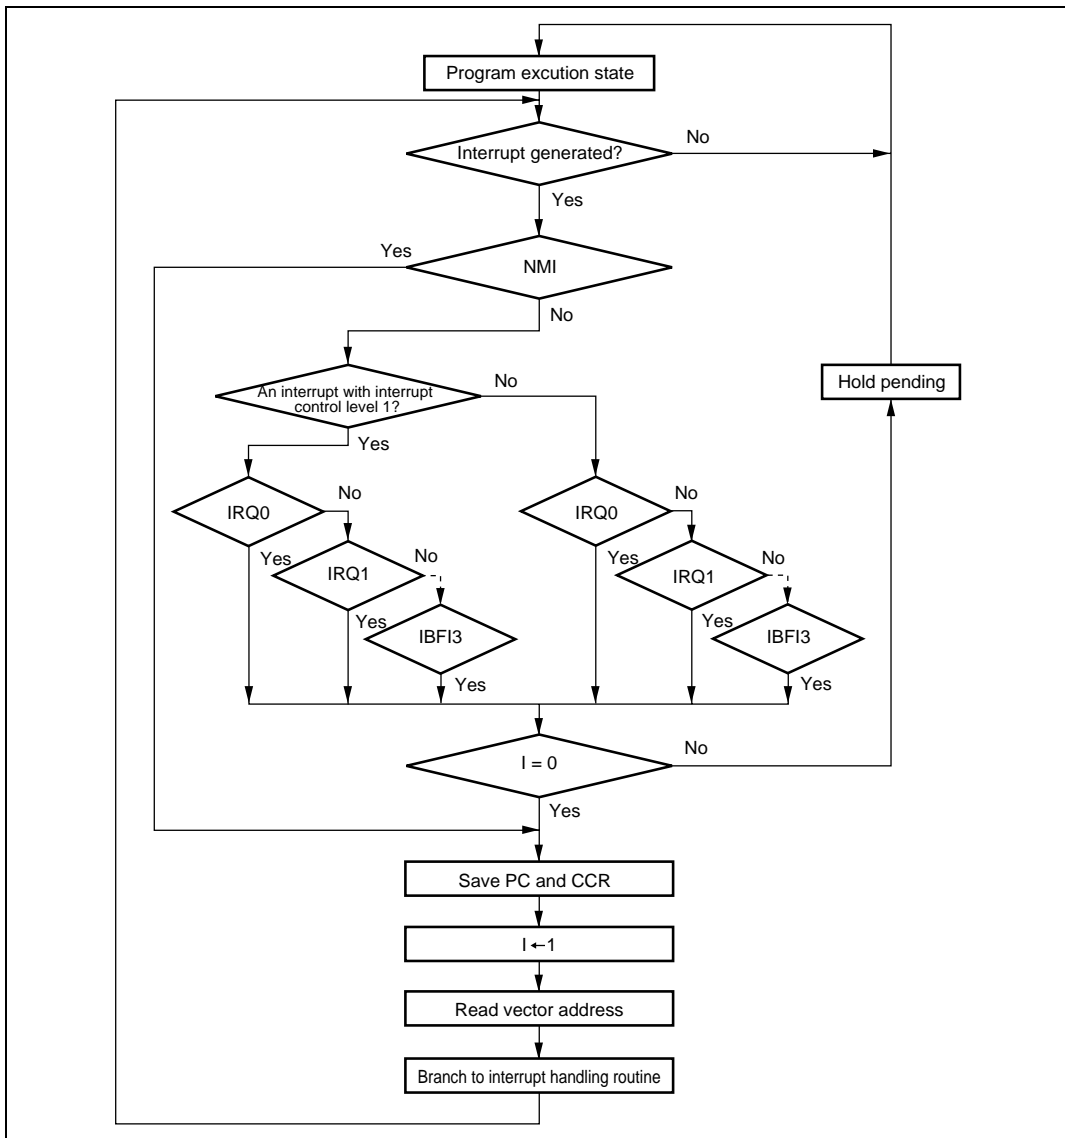 Program excution state
Interrupt generated?
No
Yes
Yes
NMI
No
An interrupt with interrupt
control level 1?
No
Hold pending
Yes
IRQ0
No
IRQ0
No
Yes
IRQ1
No
Yes
IRQ1
No
Yes
IBFI3
Yes
IBFI3
Yes
Yes
I = 0
No
Yes
Save PC and CCR
I ←1
Read vector address
Branch to interrupt handling routine